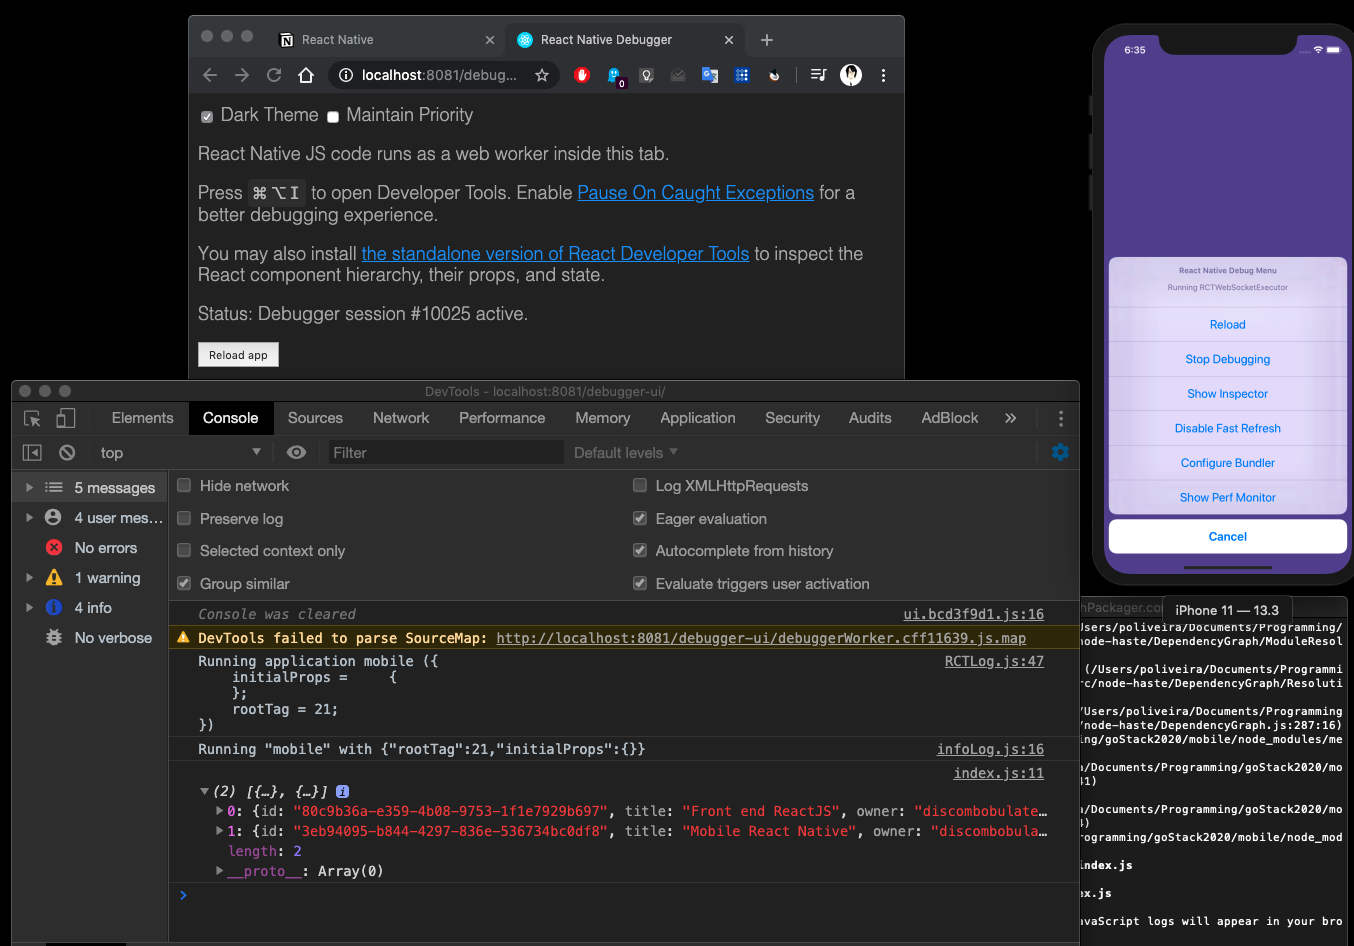 React Native
React Native Debugger
localhost:8081/debug...
0
Dark Theme
Maintain Priority
React Native JS code runs as a web worker inside this tab.
Press ⌘⌥I to open Developer Tools. Enable Pause On Caught Exceptions for a
better debugging experience.
You may also install the standalone version of React Developer Tools to inspect the
React component hierarchy, their props, and state.
Status: Debugger session #10025 active.
Reload app
6:35
React Native Debug Menu
Running RCTWebSocketExecutor
Reload
Stop Debugging
Show Inspector
Disable Fast Refresh
Configure Bundler
Show Perf Monitor
Cancel
iPhone 11 — 13.3
DevTools - localhost:8081/debugger-ui/
Elements Console Sources Network Performance Memory Application Security Audits AdBlock »
top
Filter
Default levels
5 messages
4 user mes...
No errors
1 warning
4 info
No verbose
Hide network
Log XMLHttpRequests
Preserve log
Eager evaluation
Selected context only
Autocomplete from history
Group similar
Evaluate triggers user activation
Console was cleared ui.bcd3f9d1.js:16
DevTools failed to parse SourceMap: http://localhost:8081/debugger-ui/debuggerWorker.cff11639.js.map
Running application mobile ({ RCTLog.js:47
initialProps = {
};
rootTag = 21;
})
Running "mobile" with {"rootTag":21,"initialProps":{}} infoLog.js:16
index.js:11
(2) [{…}, {…}] i
0: {id: "80c9b36a-e359-4b08-9753-1f1e7929b697", title: "Front end ReactJS", owner: "discombobulate…
1: {id: "3eb94095-b844-4297-836e-536734bc0df8", title: "Mobile React Native", owner: "discombobula…
length: 2
__proto__: Array(0)
>
hPackager.co
sers/poliveira/Documents/Programming/
node-haste/DependencyGraph/ModuleResol
(/Users/poliveira/Documents/Programmi
rc/node-haste/DependencyGraph/Resoluti
/Users/poliveira/Documents/Programming
node-haste/DependencyGraph.js:287:16)
ng/goStack2020/mobile/node_modules/me
a/Documents/Programming/goStack2020/mo
41)
a/Documents/Programming/goStack2020/mo
4)
rogramming/goStack2020/mobile/node_mod
index.js
ex.js
avaScript logs will appear in your bro